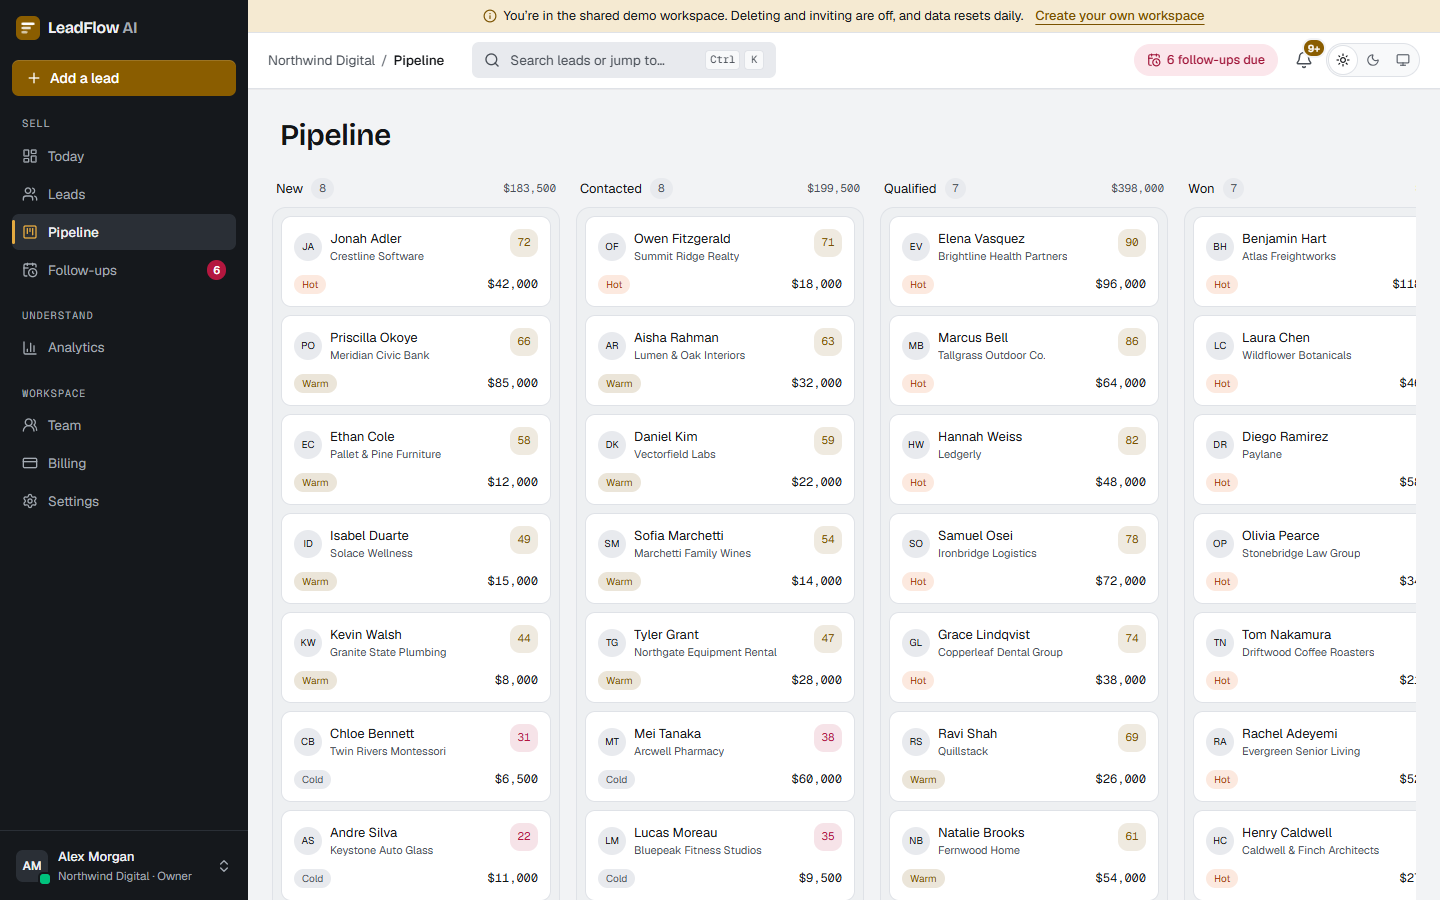 LeadFlow AI
Add a lead
SELL
Today
Leads
Pipeline
Follow-ups 6
UNDERSTAND
Analytics
WORKSPACE
Team
Billing
Settings
AM Alex Morgan
Northwind Digital · Owner
You're in the shared demo workspace. Deleting and inviting are off, and data resets daily. Create your own workspace
Northwind Digital / Pipeline
Search leads or jump to... Ctrl K
6 follow-ups due
9+
Pipeline
New 8 $183,500
JA Jonah Adler 72
Crestline Software
Hot $42,000
PO Priscilla Okoye 66
Meridian Civic Bank
Warm $85,000
EC Ethan Cole 58
Pallet & Pine Furniture
Warm $12,000
ID Isabel Duarte 49
Solace Wellness
Warm $15,000
KW Kevin Walsh 44
Granite State Plumbing
Warm $8,000
CB Chloe Bennett 31
Twin Rivers Montessori
Cold $6,500
AS Andre Silva 22
Keystone Auto Glass
Cold $11,000
Contacted 8 $199,500
OF Owen Fitzgerald 71
Summit Ridge Realty
Hot $18,000
AR Aisha Rahman 63
Lumen & Oak Interiors
Warm $32,000
DK Daniel Kim 59
Vectorfield Labs
Warm $22,000
SM Sofia Marchetti 54
Marchetti Family Wines
Warm $14,000
TG Tyler Grant 47
Northgate Equipment Rental
Warm $28,000
MT Mei Tanaka 38
Arcwell Pharmacy
Cold $60,000
LM Lucas Moreau 35
Bluepeak Fitness Studios
Cold $9,500
Qualified 7 $398,000
EV Elena Vasquez 90
Brightline Health Partners
Hot $96,000
MB Marcus Bell 86
Tallgrass Outdoor Co.
Hot $64,000
HW Hannah Weiss 82
Ledgerly
Hot $48,000
SO Samuel Osei 78
Ironbridge Logistics
Hot $72,000
GL Grace Lindqvist 74
Copperleaf Dental Group
Hot $38,000
RS Ravi Shah 69
Quillstack
Warm $26,000
NB Natalie Brooks 61
Fernwood Home
Warm $54,000
Won 7
BH Benjamin Hart
Atlas Freightworks
Hot
LC Laura Chen
Wildflower Botanicals
Hot
DR Diego Ramirez
Paylane
Hot
OP Olivia Pearce
Stonebridge Law Group
Hot
TN Tom Nakamura
Driftwood Coffee Roasters
Hot
RA Rachel Adeyemi
Evergreen Senior Living
Hot
HC Henry Caldwell
Caldwell & Finch Architects
Hot